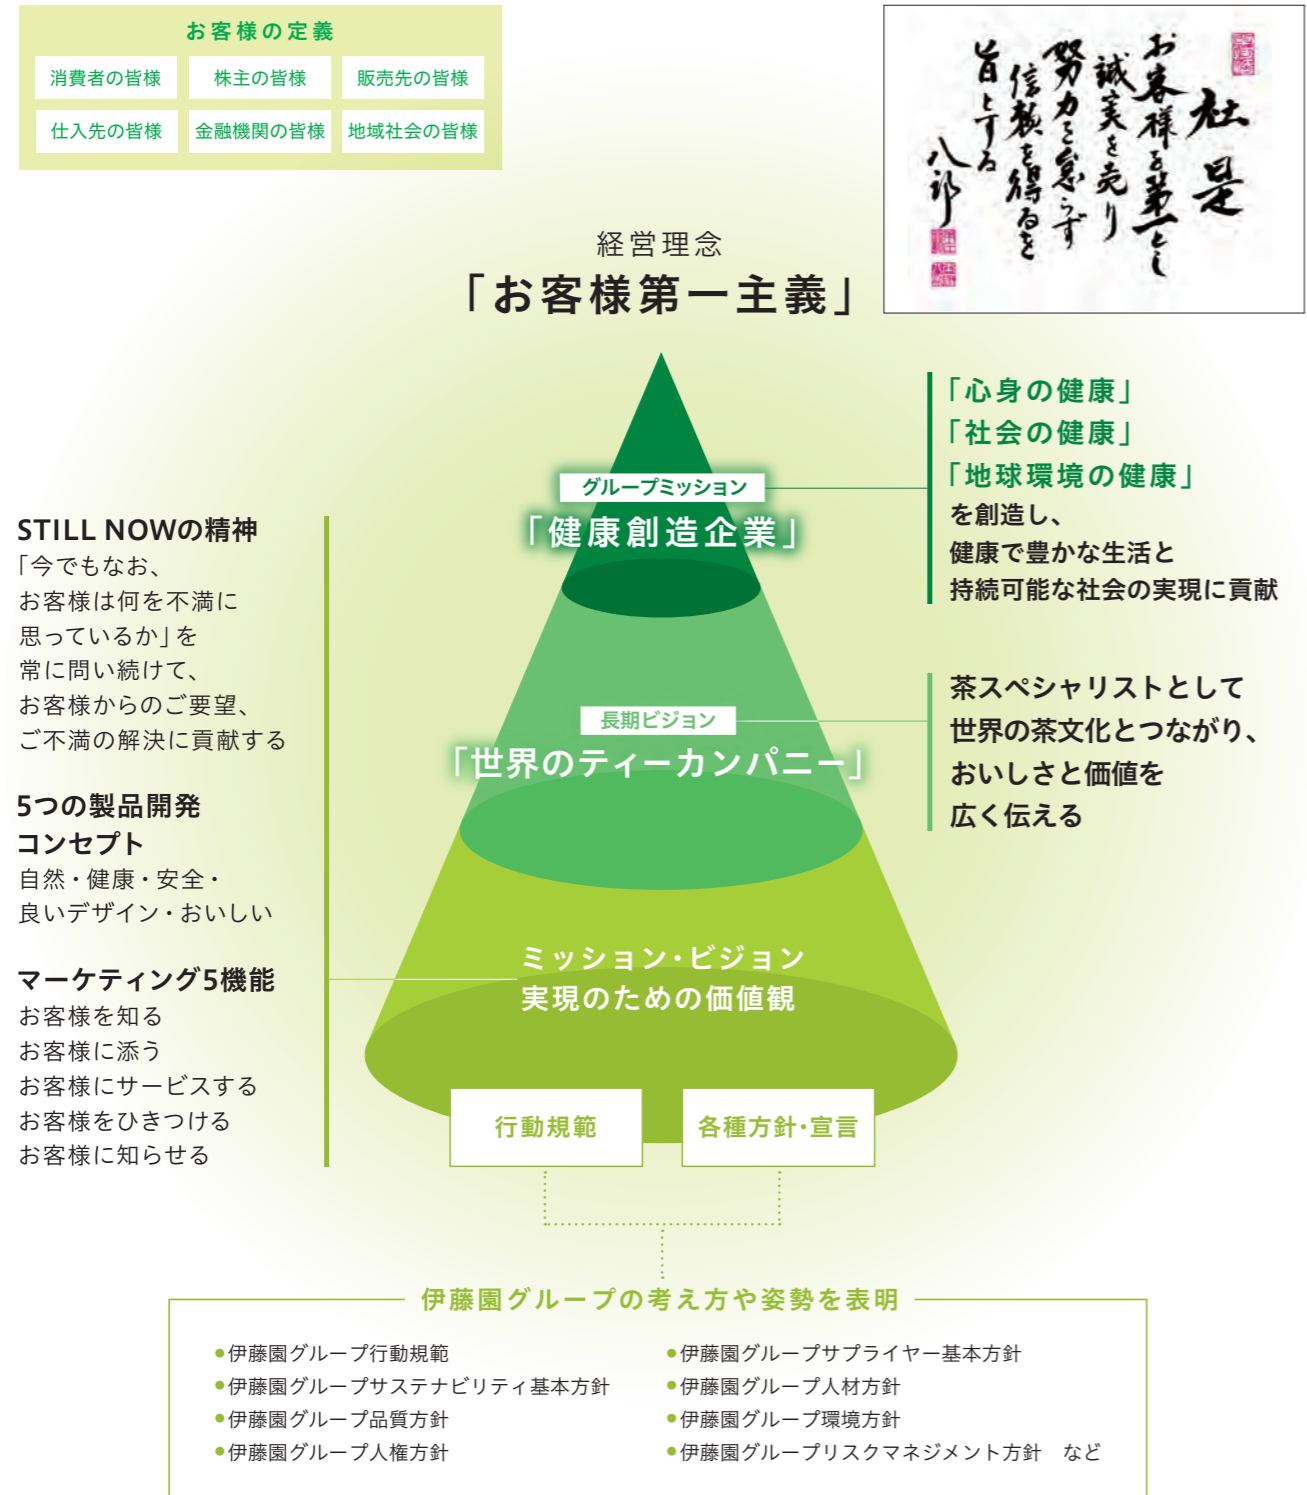 お客様の定義
消費者の皆様
株主の皆様
販売先の皆様
仕入先の皆様
金融機関の皆様
地域社会の皆様
社是
お客様を第一とし
誠実を売り
努力を怠らず
信頼を得るを
旨とする
八郎
経営理念
「お客様第一主義」
グループミッション
「健康創造企業」
「心身の健康」
「社会の健康」
「地球環境の健康」
を創造し、
健康で豊かな生活と
持続可能な社会の実現に貢献
長期ビジョン
「世界のティーカンパニー」
茶スペシャリストとして
世界の茶文化とつながり、
おいしさと価値を
広く伝える
ミッション・ビジョン
実現のための価値観
STILL NOWの精神
「今でもなお、
お客様は何を不満に
思っているか」を
常に問い続けて、
お客様からのご要望、
ご不満の解決に貢献する
5つの製品開発
コンセプト
自然・健康・安全・
良いデザイン・おいしい
マーケティング5機能
お客様を知る
お客様に添う
お客様にサービスする
お客様をひきつける
お客様に知らせる
行動規範
各種方針・宣言
伊藤園グループの考え方や姿勢を表明
●伊藤園グループ行動規範
●伊藤園グループサステナビリティ基本方針
●伊藤園グループ品質方針
●伊藤園グループ人権方針
●伊藤園グループサプライヤー基本方針
●伊藤園グループ人材方針
●伊藤園グループ環境方針
●伊藤園グループリスクマネジメント方針 など